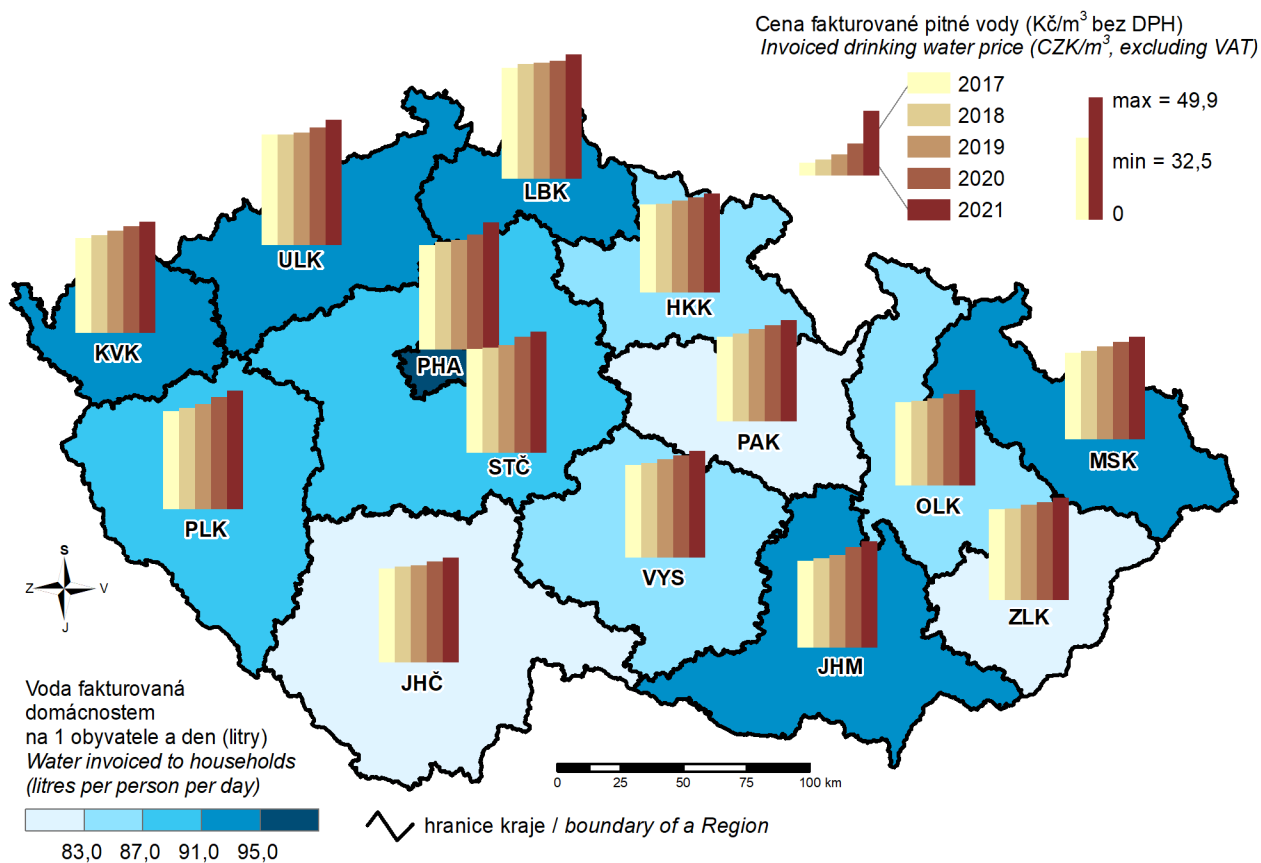 Cena fakturované pitné vody (Kč/m³ bez DPH)
Invoiced drinking water price (CZK/m³, excluding VAT)
2017
2018
2019
2020
2021
max = 49,9
min = 32,5
0
LBK
ULK
HKK
KVK
PHA
PAK
STČ
MSK
OLK
PLK
VYS
ZLK
JHM
JHČ
S
Z
V
J
Voda fakturovaná
domácnostem
na 1 obyvatele a den (litry)
Water invoiced to households
(litres per person per day)
83,0 87,0 91,0 95,0
0 25 50 75 100 km
hranice kraje / boundary of a Region